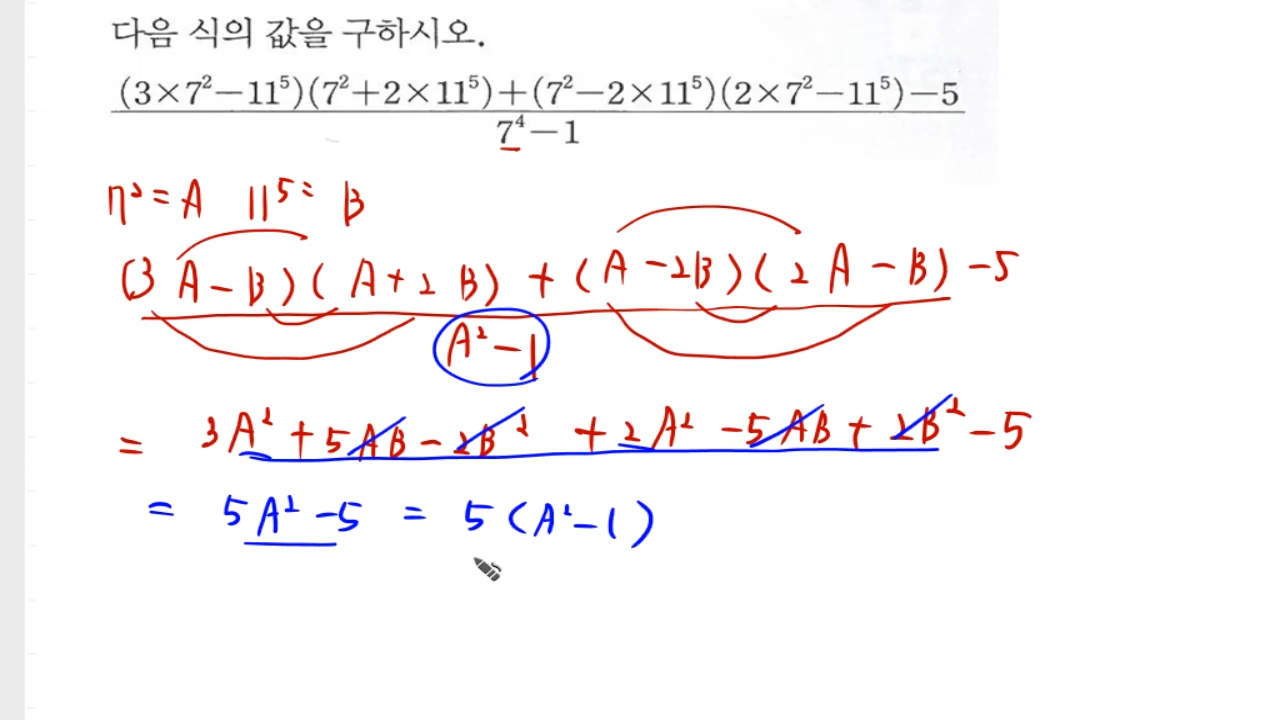 다음 식의 값을 구하시오.
(3×7²−11⁵)(7²+2×11⁵)+(7²−2×11⁵)(2×7²−11⁵)−5
7⁴−1
7²=A 11⁵= B
(3A−B)(A+2B)+(A−2B)(2A−B)−5
A²−1
= 3A²+5AB−2B² +2A²−5AB+2B²−5
= 5A²−5 = 5(A²−1)